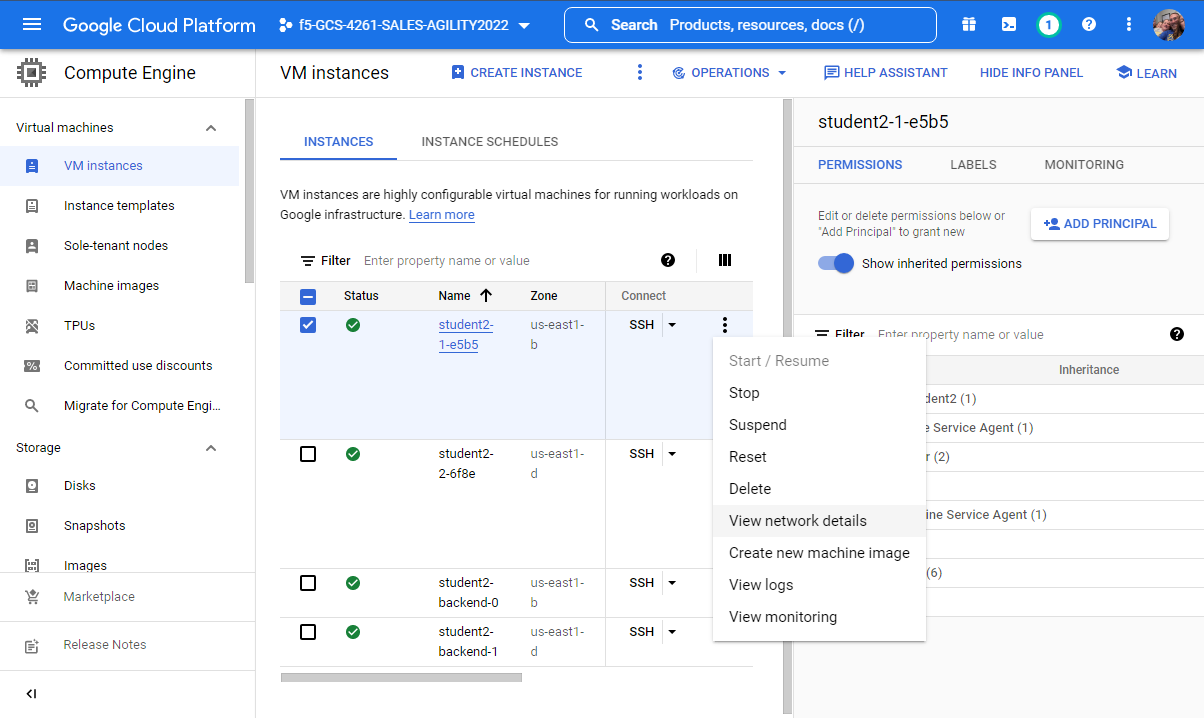 Google Cloud Platform
f5-GCS-4261-SALES-AGILITY2022
Search Products, resources, docs (/)
1
Compute Engine
Virtual machines
VM instances
Instance templates
Sole-tenant nodes
Machine images
TPUs
Committed use discounts
Migrate for Compute Engi...
Storage
Disks
Snapshots
Images
Marketplace
Release Notes
VM instances
CREATE INSTANCE
OPERATIONS
HELP ASSISTANT
HIDE INFO PANEL
LEARN
INSTANCES
INSTANCE SCHEDULES
VM instances are highly configurable virtual machines for running workloads on
Google infrastructure. Learn more
Filter Enter property name or value
Status Name Zone Connect
student2- us-east1- SSH
1-e5b5 b
student2- us-east1- SSH
2-6f8e d
student2- us-east1- SSH
backend-0 b
student2- us-east1- SSH
backend-1 d
Start / Resume
Stop
Suspend
Reset
Delete
View network details
Create new machine image
View logs
View monitoring
student2-1-e5b5
PERMISSIONS
LABELS
MONITORING
Edit or delete permissions below or
"Add Principal" to grant new
ADD PRINCIPAL
Show inherited permissions
Filter Enter property name or value
Inheritance
dent2 (1)
e Service Agent (1)
r (2)
ine Service Agent (1)
(6)